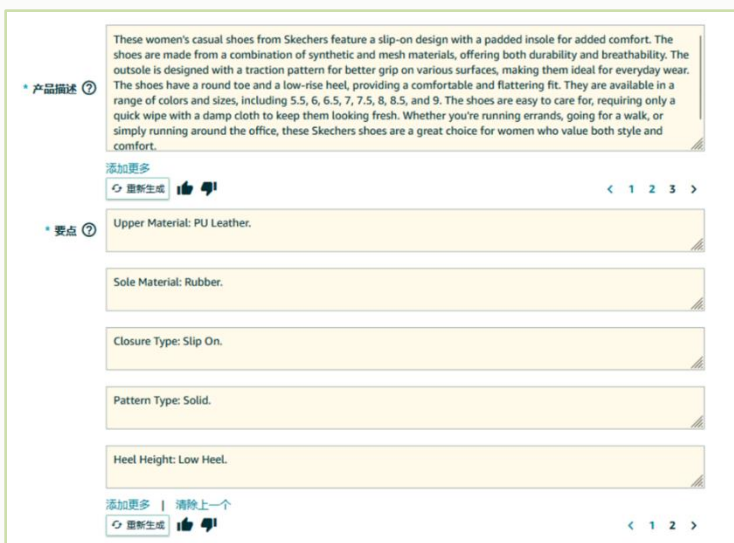 These women's casual shoes from Skechers feature a slip-on design with a padded insole for added comfort. The
shoes are made from a combination of synthetic and mesh materials, offering both durability and breathability. The
outsole is designed with a traction pattern for better grip on various surfaces, making them ideal for everyday wear.
* 产品描述 ? The shoes have a round toe and a low-rise heel, providing a comfortable and flattering fit. They are available in a
range of colors and sizes, including 5.5, 6, 6.5, 7, 7.5, 8, 8.5, and 9. The shoes are easy to care for, requiring only a
quick wipe with a damp cloth to keep them looking fresh. Whether you're running errands, going for a walk, or
simply running around the office, these Skechers shoes are a great choice for women who value both style and
comfort.
添加更多
重新生成 < 1 2 3 >
* 要点 ? Upper Material: PU Leather.
Sole Material: Rubber.
Closure Type: Slip On.
Pattern Type: Solid.
Heel Height: Low Heel.
添加更多 | 清除上一个
重新生成 < 1 2 >